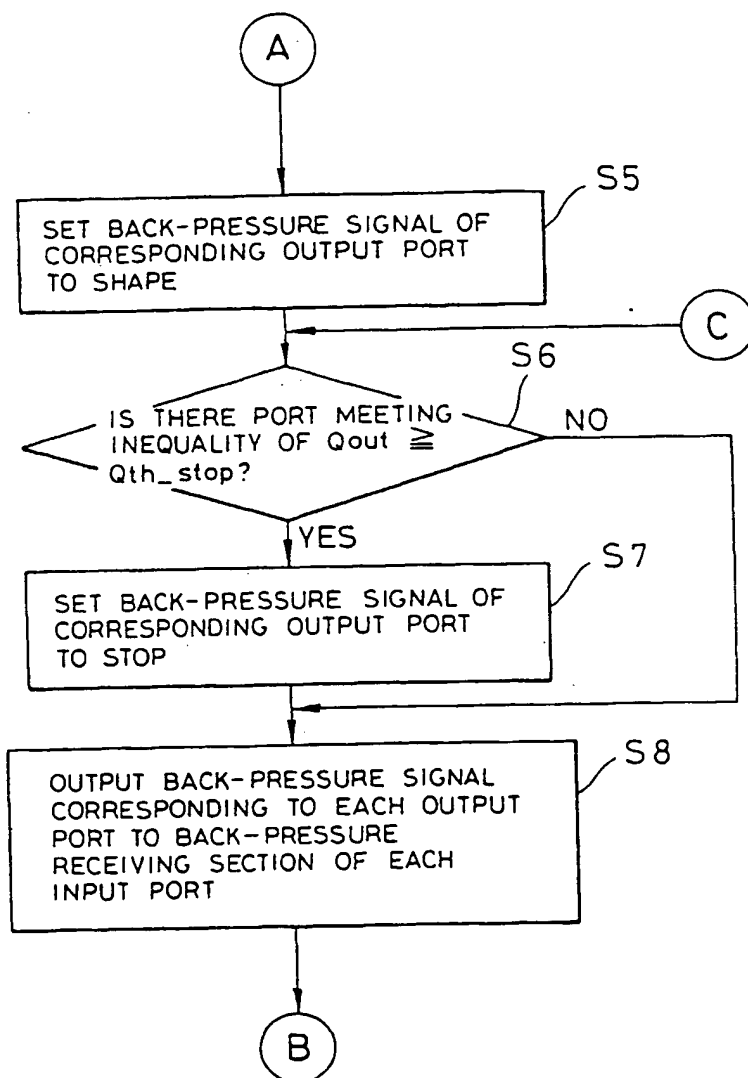 A
S5
SET BACK-PRESSURE SIGNAL OF
CORRESPONDING OUTPUT PORT
TO SHAPE
C
S6
IS THERE PORT MEETING
INEQUALITY OF Qout ≧
Qth_stop?
NO
YES
S7
SET BACK-PRESSURE SIGNAL OF
CORRESPONDING OUTPUT PORT
TO STOP
S8
OUTPUT BACK-PRESSURE SIGNAL
CORRESPONDING TO EACH OUTPUT
PORT TO BACK-PRESSURE
RECEIVING SECTION OF EACH
INPUT PORT
B